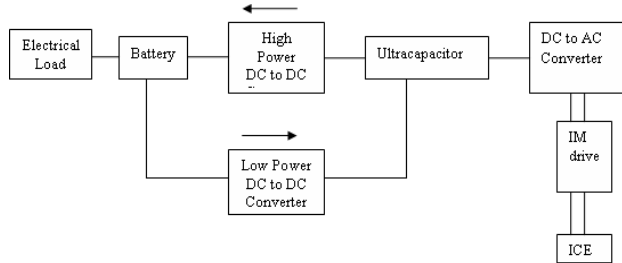 Electrical
Load
Battery
High
Power
DC to DC
Ultracapacitor
DC to AC
Converter
Low Power
DC to DC
Converter
IM
drive
ICE